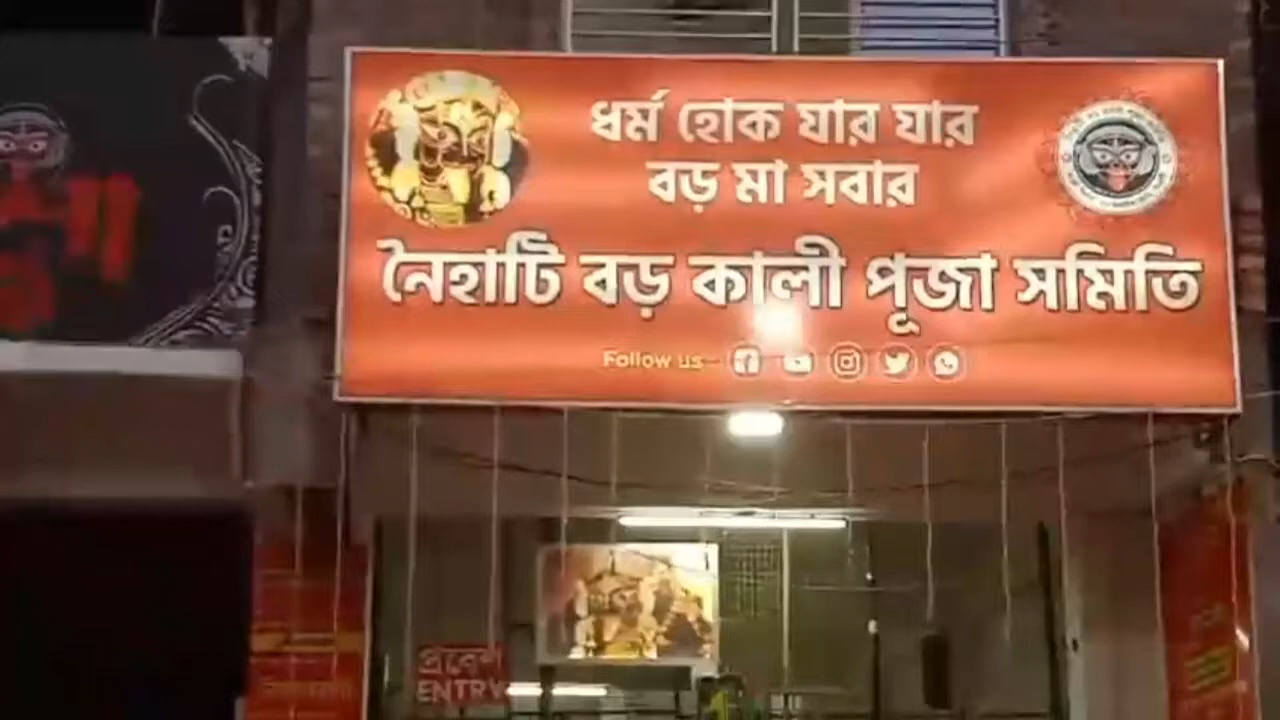 ধর্ম হোক যার যার
বড় মা সবার
নৈহাটি বড় কালী পূজা সমিতি
Follow us-
প্রবেশ
ENTRY